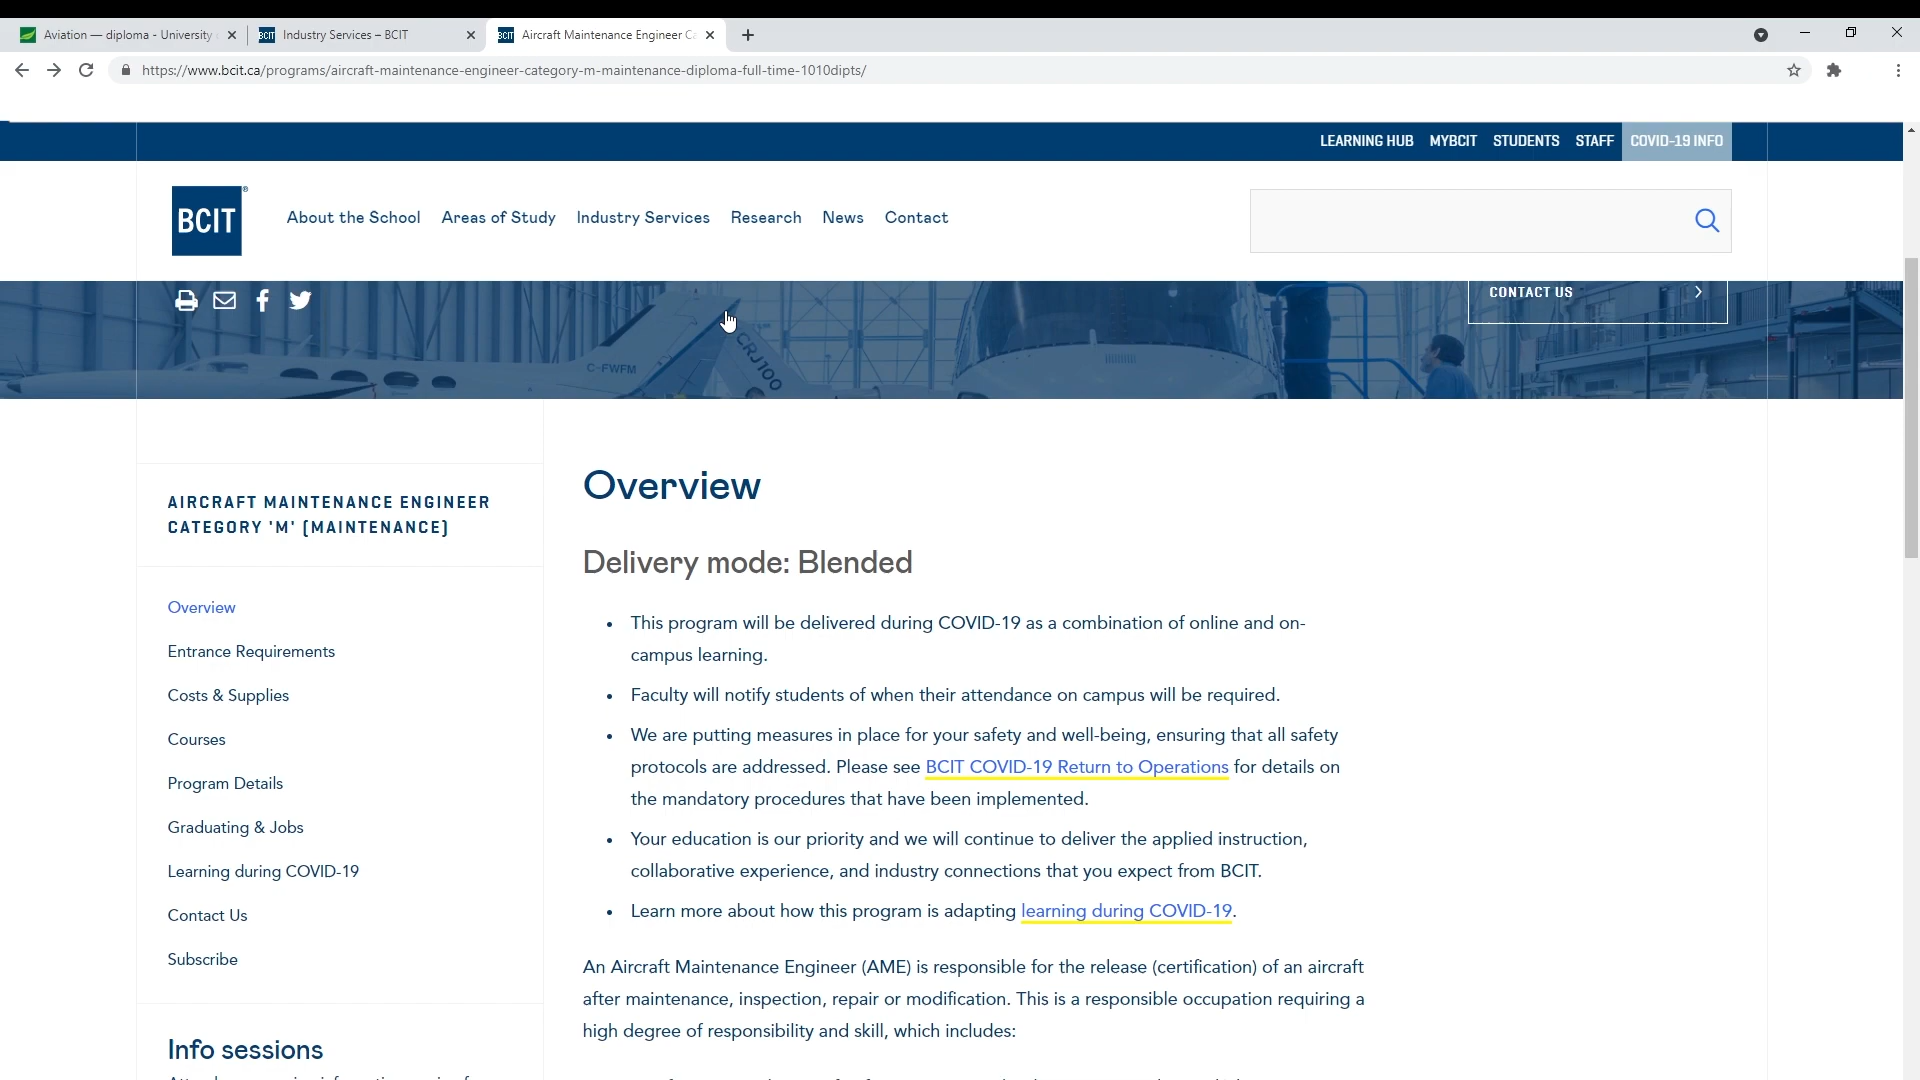 Aviation — diploma - University
Industry Services – BCIT
Aircraft Maintenance Engineer Ca
https://www.bcit.ca/programs/aircraft-maintenance-engineer-category-m-maintenance-diploma-full-time-1010dipts/
LEARNING HUB MYBCIT STUDENTS STAFF COVID-19 INFO
BCIT®
About the School Areas of Study Industry Services Research News Contact
CONTACT US
C-FWFM
CRJ100
AIRCRAFT MAINTENANCE ENGINEER
CATEGORY 'M' (MAINTENANCE)
Overview
Entrance Requirements
Costs & Supplies
Courses
Program Details
Graduating & Jobs
Learning during COVID-19
Contact Us
Subscribe
Info sessions
Overview
Delivery mode: Blended
• This program will be delivered during COVID-19 as a combination of online and on-
campus learning.
• Faculty will notify students of when their attendance on campus will be required.
• We are putting measures in place for your safety and well-being, ensuring that all safety
protocols are addressed. Please see BCIT COVID-19 Return to Operations for details on
the mandatory procedures that have been implemented.
• Your education is our priority and we will continue to deliver the applied instruction,
collaborative experience, and industry connections that you expect from BCIT.
• Learn more about how this program is adapting learning during COVID-19.
An Aircraft Maintenance Engineer (AME) is responsible for the release (certification) of an aircraft
after maintenance, inspection, repair or modification. This is a responsible occupation requiring a
high degree of responsibility and skill, which includes: